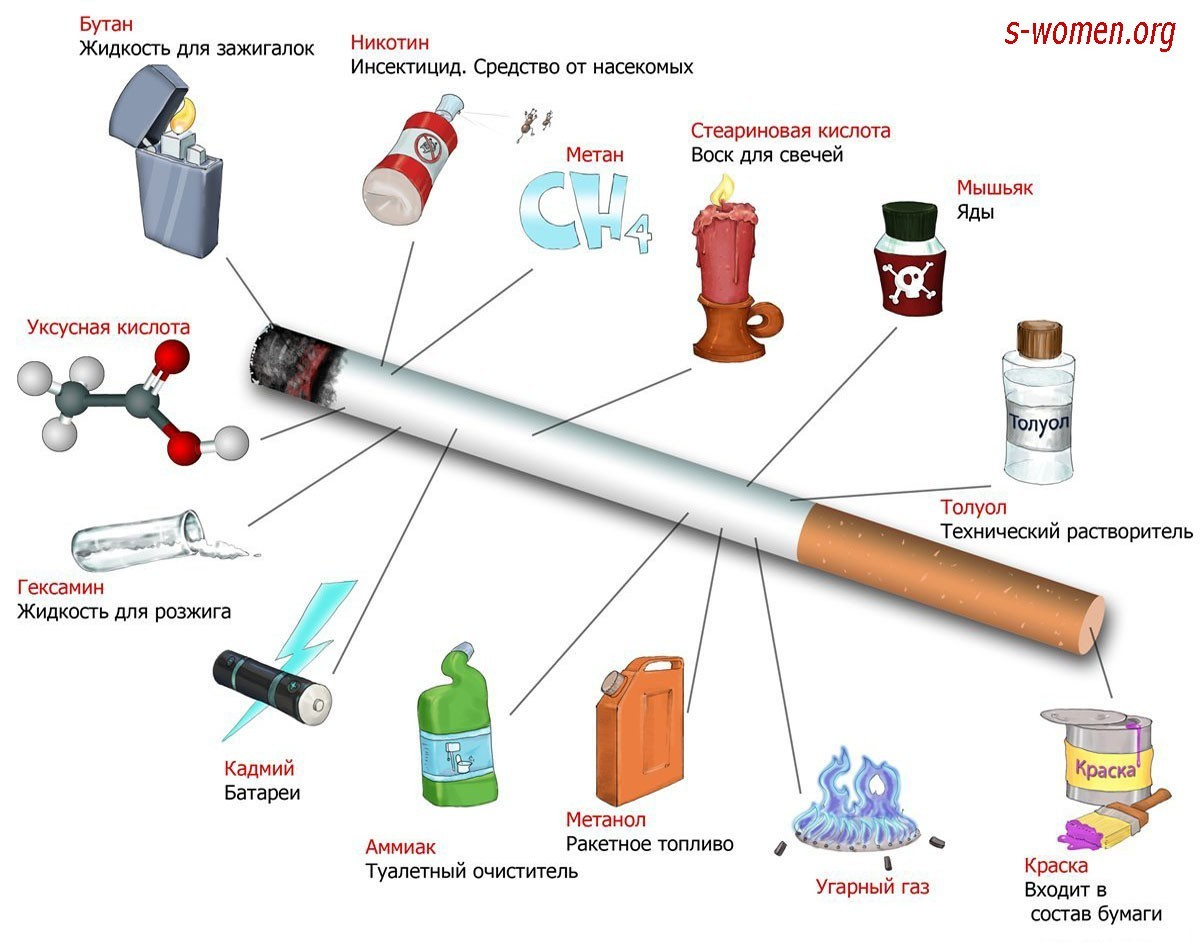 s-women.org
Бутан
Жидкость для зажигалок
Никотин
Инсектицид. Средство от насекомых
Метан
CH4
Стеариновая кислота
Воск для свечей
Мышьяк
Яды
Уксусная кислота
Толуол
Толуол
Технический растворитель
Гексамин
Жидкость для розжига
Кадмий
Батареи
Аммиак
Туалетный очиститель
Метанол
Ракетное топливо
Угарный газ
Краска
Краска
Входит в
состав бумаги